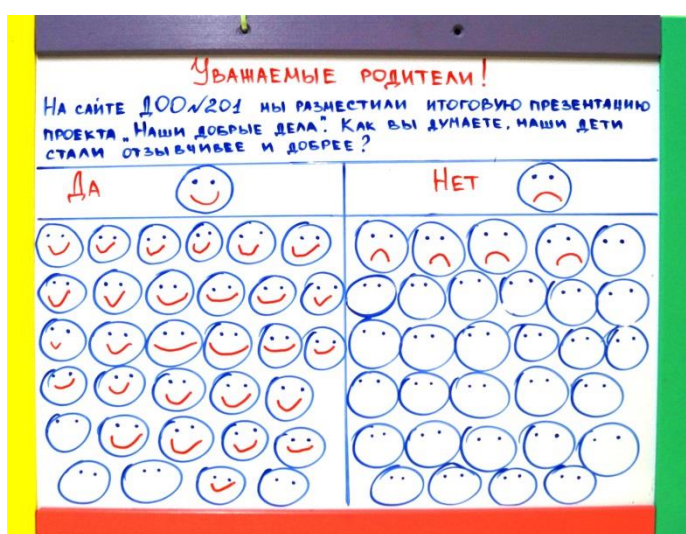 Уважаемые родители!
На сайте ДОО№201 мы разместили итоговую презентацию
проекта „Наши добрые дела". Как вы думаете, наши дети
стали отзывчивее и добрее?
Да
Нет